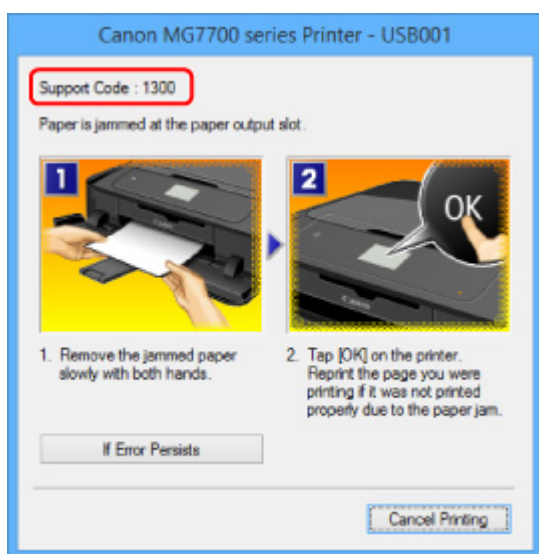 Canon MG7700 series Printer - USB001
Support Code : 1300
Paper is jammed at the paper output slot.
1
2
OK
Canon
Canon
1. Remove the jammed paper
slowly with both hands.
2. Tap [OK] on the printer.
Reprint the page you were
printing if it was not printed
properly due to the paper jam.
If Error Persists
Cancel Printing